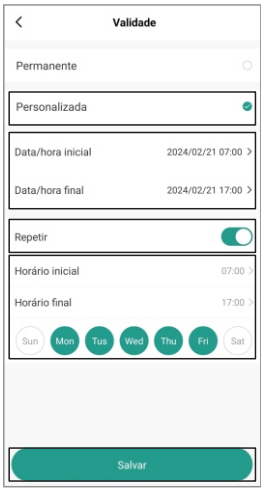 Validade
Permanente
Personalizada
Data/hora inicial 2024/02/21 07:00
Data/hora final 2024/02/21 17:00
Repetir
Horário inicial 07:00
Horário final 17:00
Sun Mon Tus Wed Thu Fri Sat
Salvar